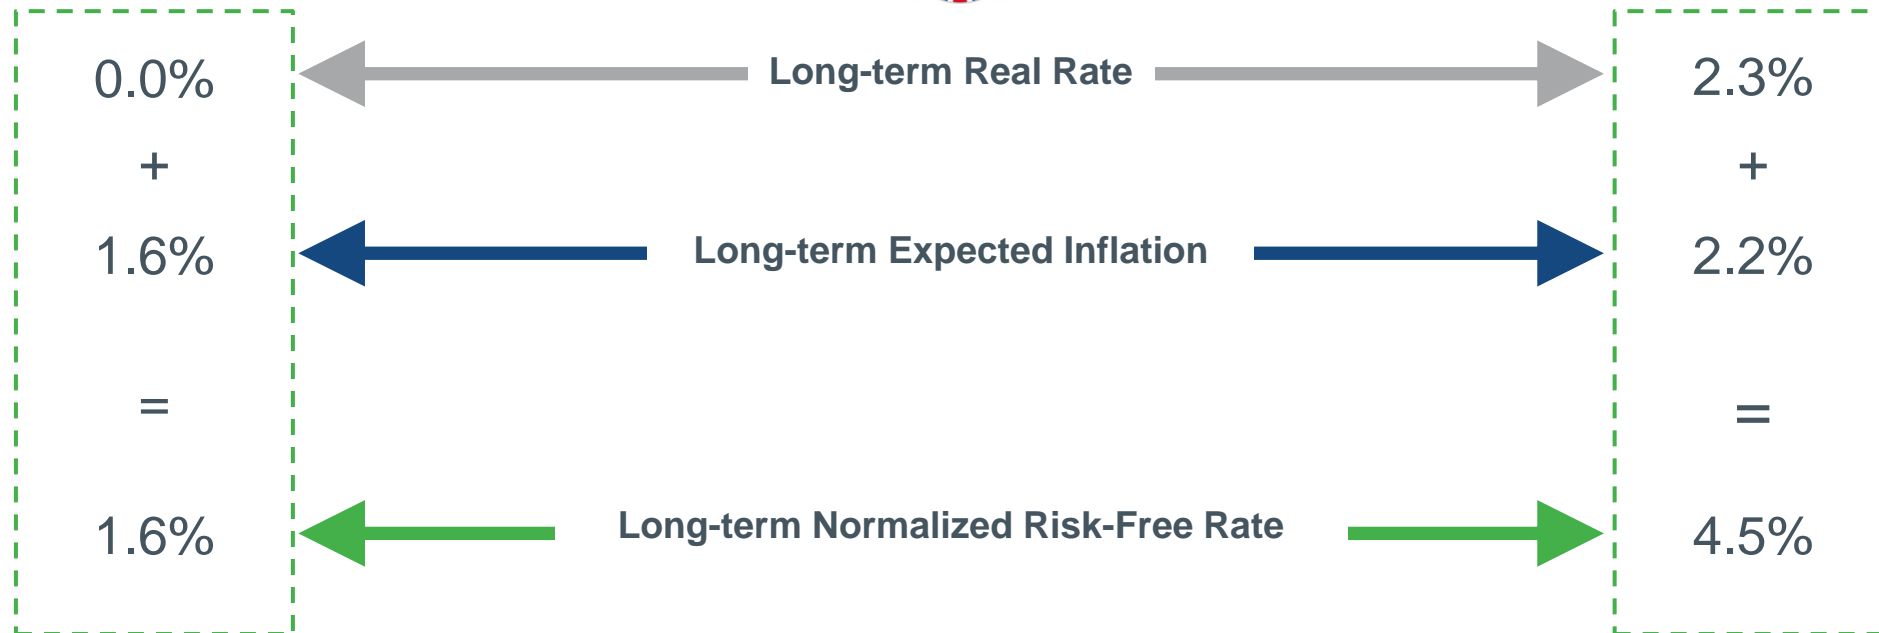 0.0% Long-term Real Rate 2.3%
+ +
1.6% Long-term Expected Inflation 2.2%
= =
1.6% Long-term Normalized Risk-Free Rate 4.5%